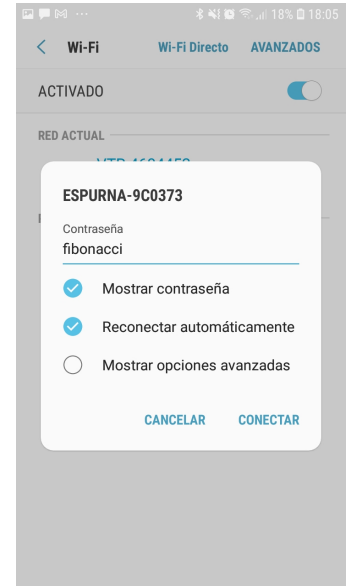 18% 18:05
Wi-Fi Wi-Fi Directo AVANZADOS
ACTIVADO
RED ACTUAL
ESPURNA-9C0373
Contraseña
fibonacci
Mostrar contraseña
Reconectar automáticamente
Mostrar opciones avanzadas
CANCELAR CONECTAR